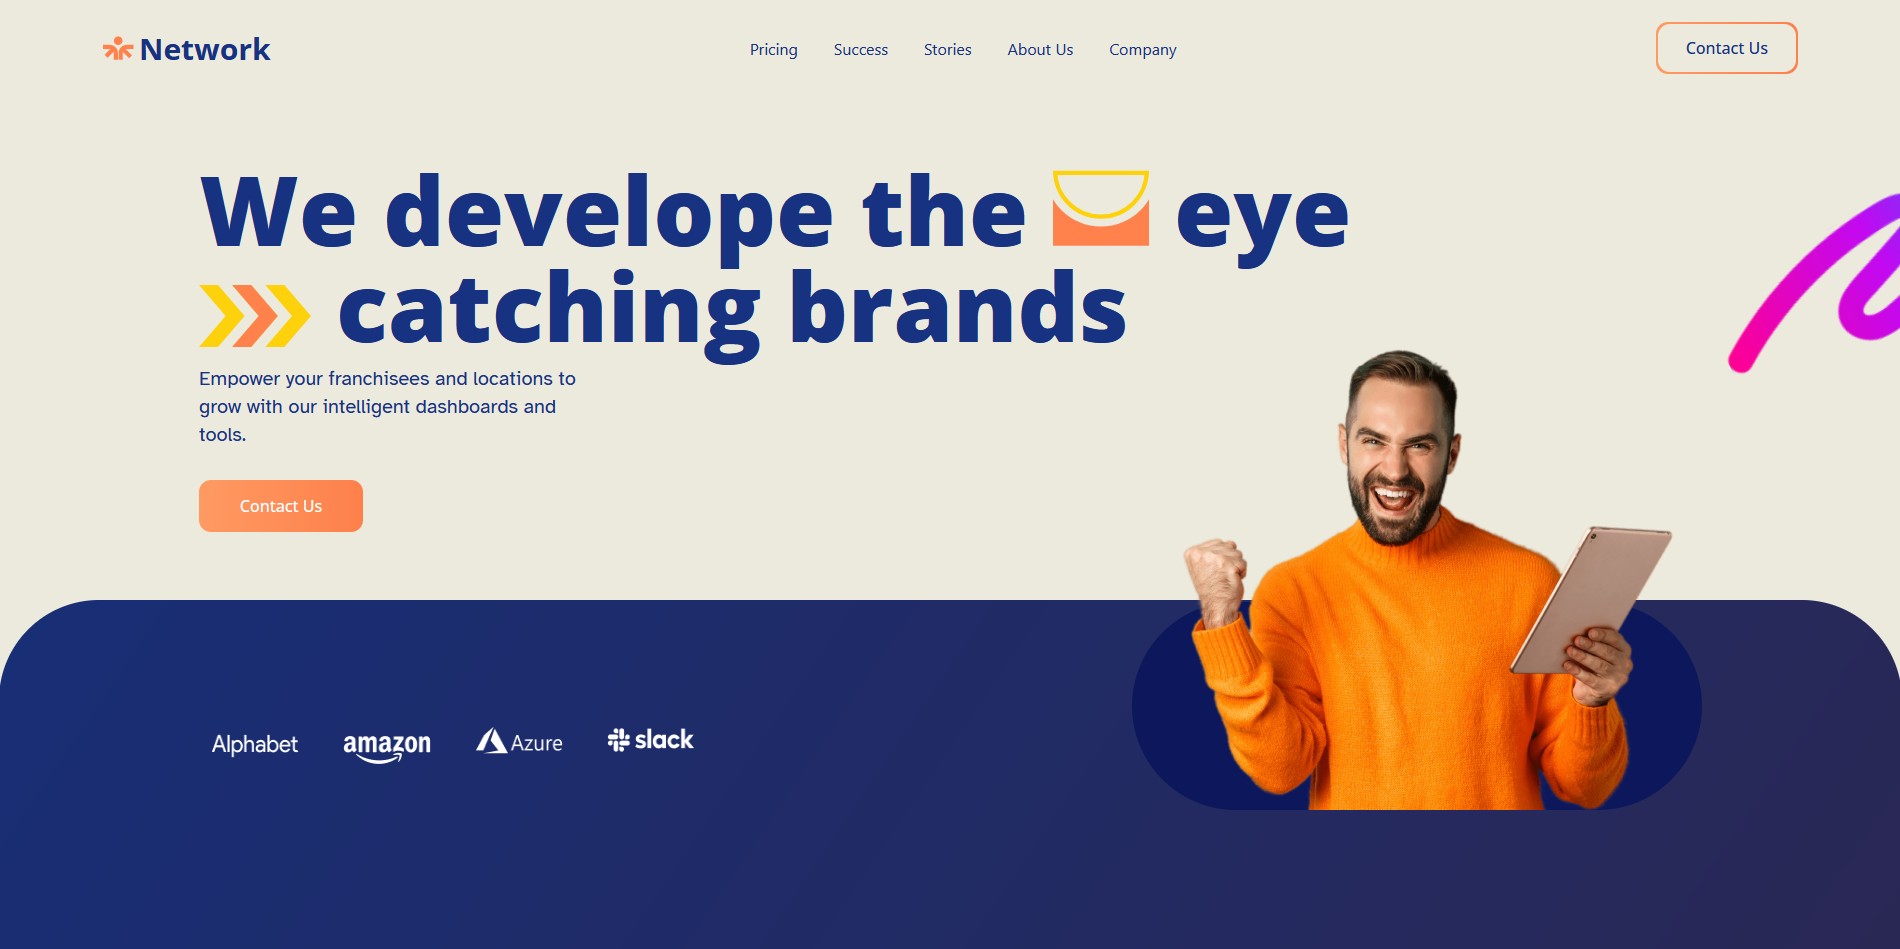 Network
Pricing Success Stories About Us Company
Contact Us
We develope the eye
catching brands
Empower your franchisees and locations to
grow with our intelligent dashboards and
tools.
Contact Us
Alphabet amazon Azure slack